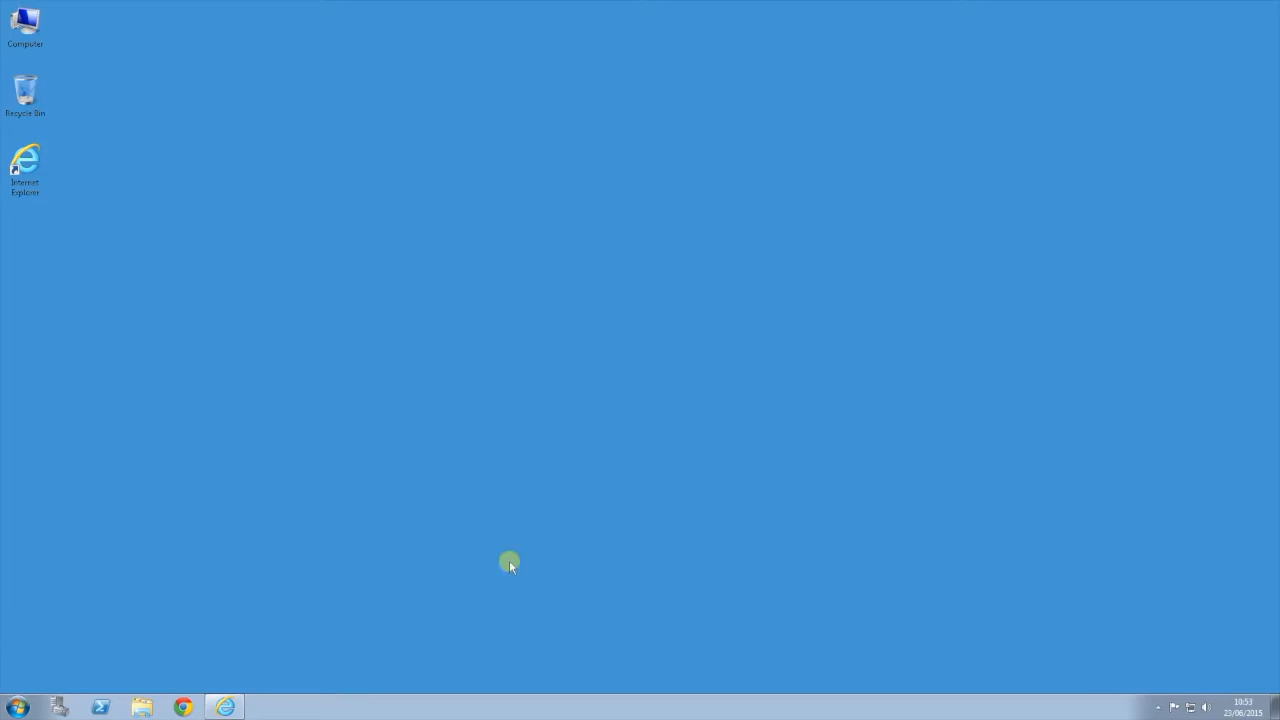 Computer
Recycle Bin
Internet
Explorer
10:53
23/06/2015